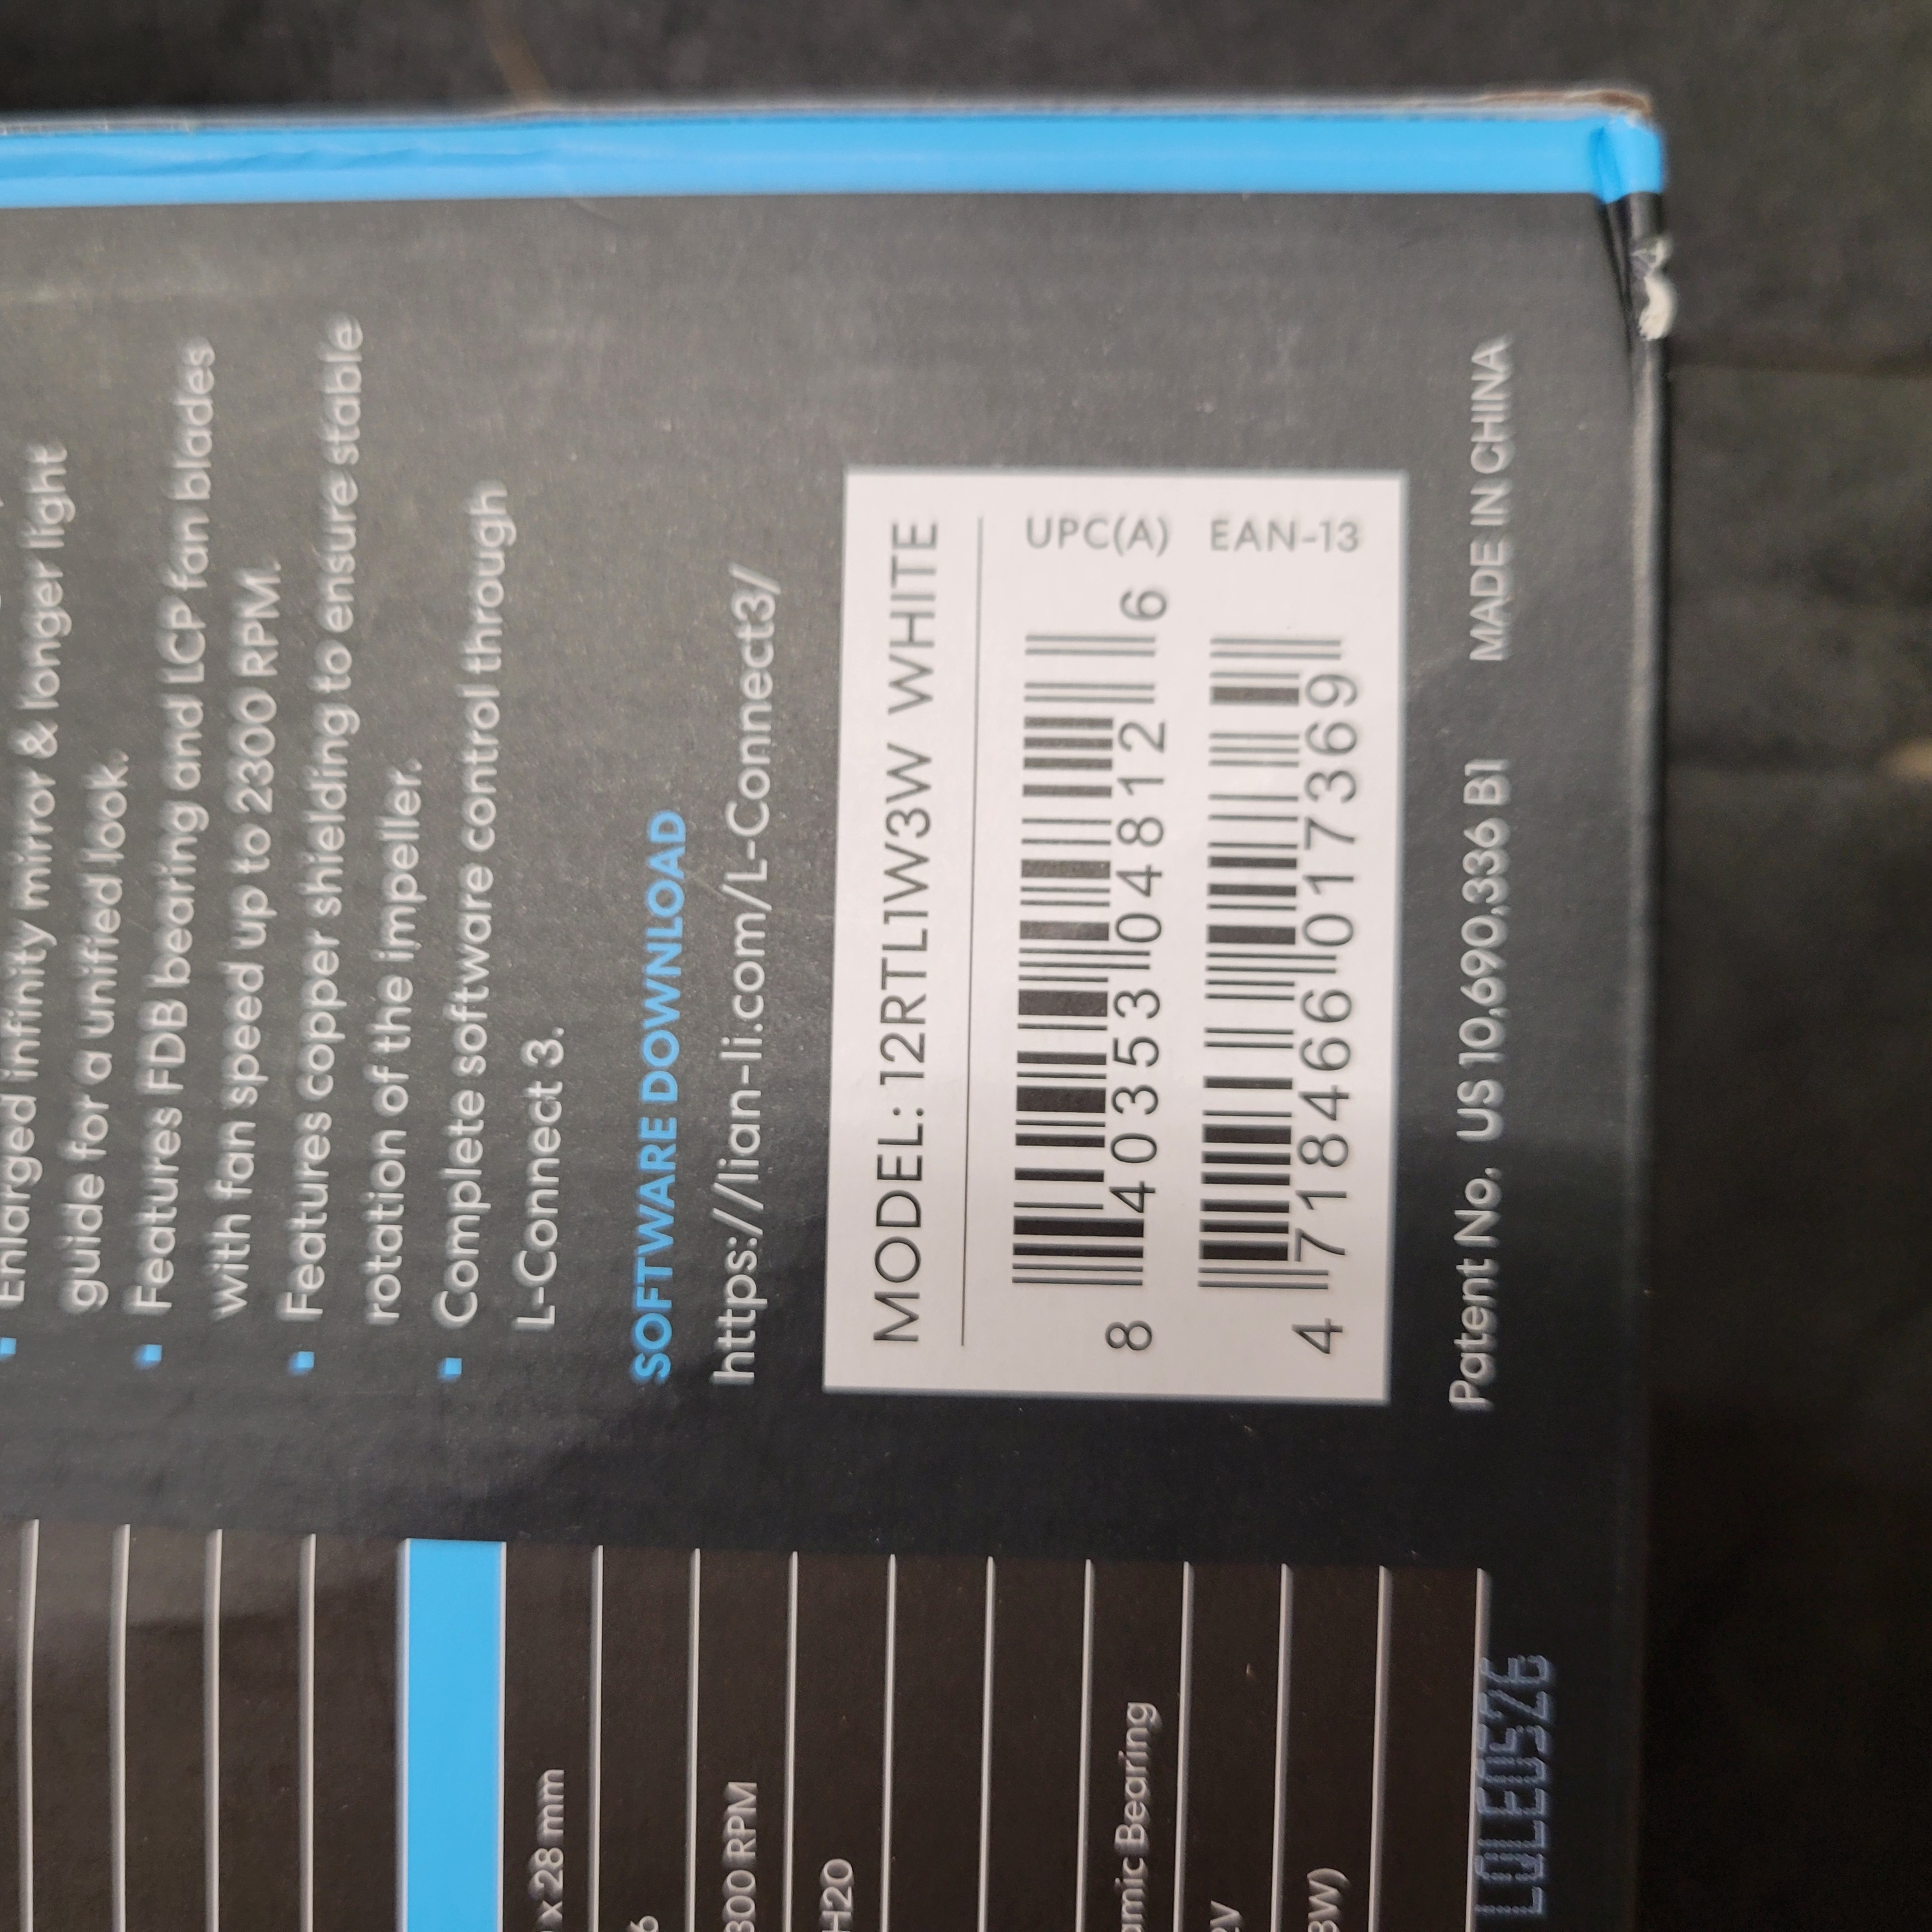 Enlarged infinity mirror & longer light
guide for a unified look.
Features FDB bearing and LCP fan blades
with fan speed up to 2300 RPM.
Features copper shielding to ensure stable
rotation of the impeller.
Complete software control through
L-Connect 3.
SOFTWARE DOWNLOAD
https://lian-li.com/L-Connect3/
MODEL: 12RTL1W3W WHITE
UPC(A)
8 40353 04812 6
EAN-13
4 718466 017369
Patent No. US 10,690,336 B1 MADE IN CHINA
x 28 mm
300 RPM
H2O
Bearing